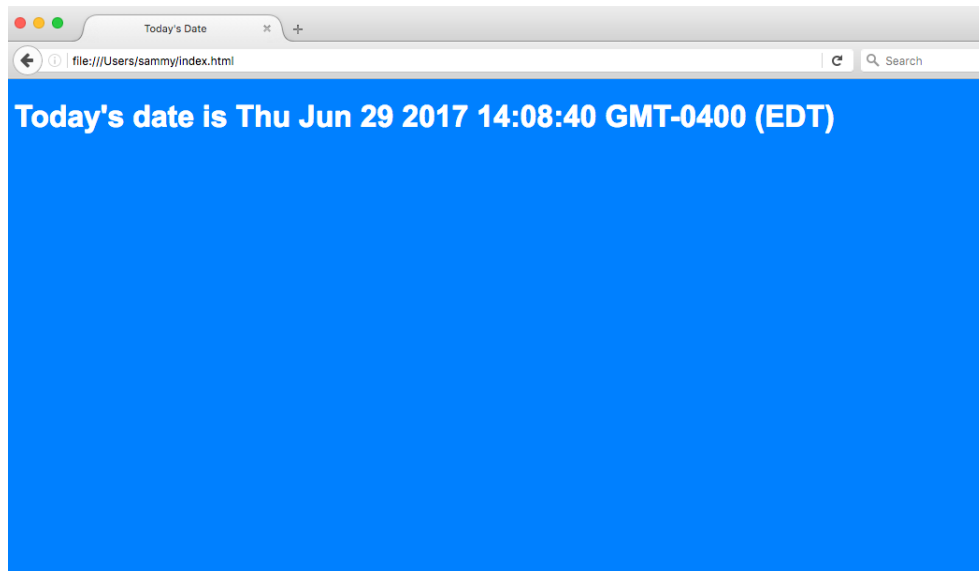 Today's Date
file:///Users/sammy/index.html
Search
Today's date is Thu Jun 29 2017 14:08:40 GMT-0400 (EDT)